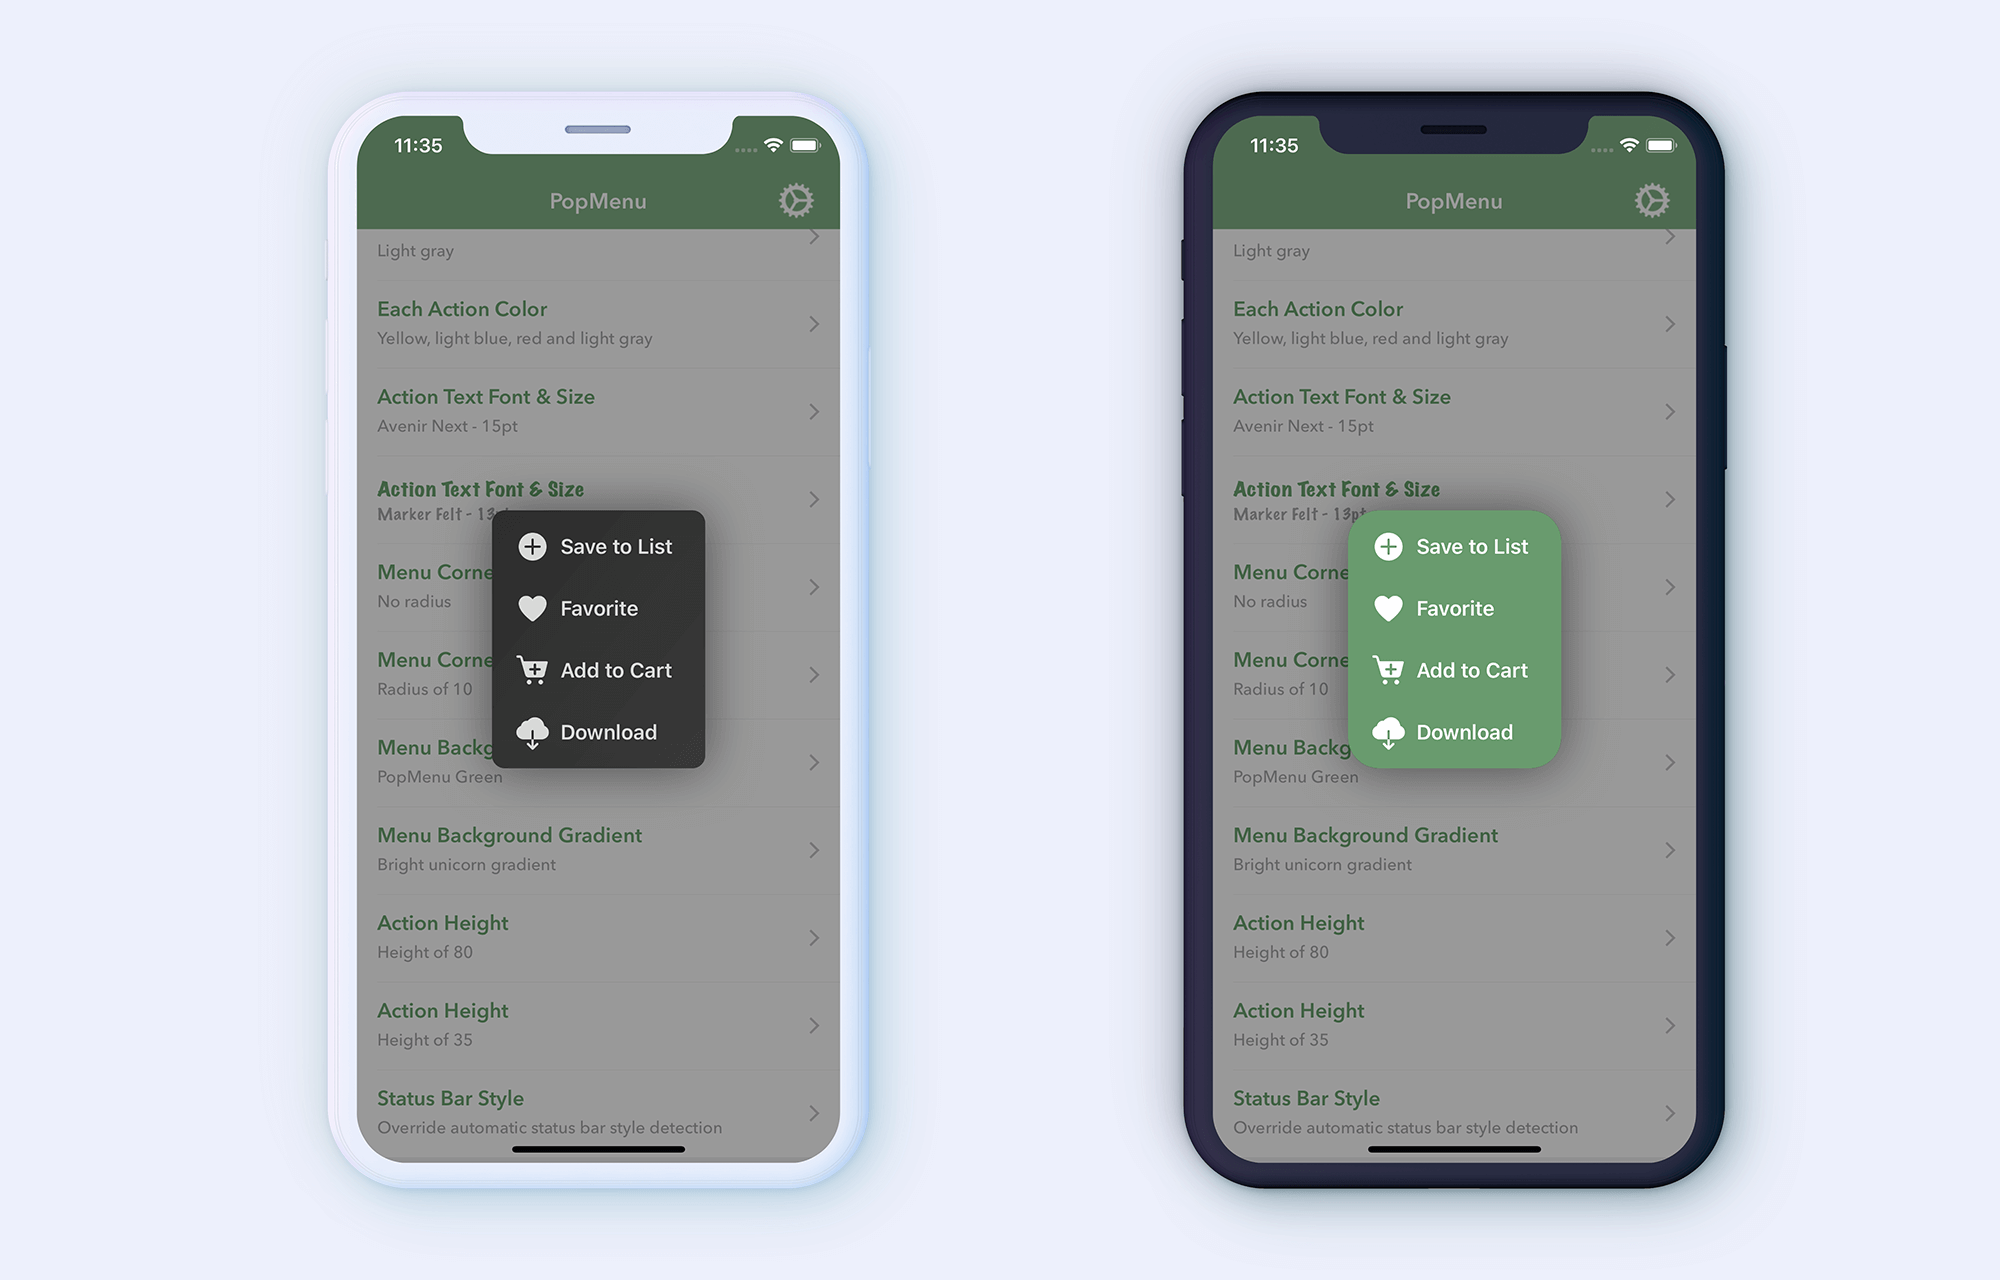 11:35
PopMenu
Light gray
Each Action Color
Yellow, light blue, red and light gray
Action Text Font & Size
Avenir Next - 15pt
Action Text Font & Size
Marker Felt - 13
Menu Corne
No radius
Menu Corne
Radius of 10
Menu Backg
PopMenu Green
Menu Background Gradient
Bright unicorn gradient
Action Height
Height of 80
Action Height
Height of 35
Status Bar Style
Override automatic status bar style detection
Save to List
Favorite
Add to Cart
Download
11:35
PopMenu
Light gray
Each Action Color
Yellow, light blue, red and light gray
Action Text Font & Size
Avenir Next - 15pt
Action Text Font & Size
Marker Felt - 13pt
Menu Corne
No radius
Menu Corne
Radius of 10
Menu Backg
PopMenu Green
Menu Background Gradient
Bright unicorn gradient
Action Height
Height of 80
Action Height
Height of 35
Status Bar Style
Override automatic status bar style detection
Save to List
Favorite
Add to Cart
Download